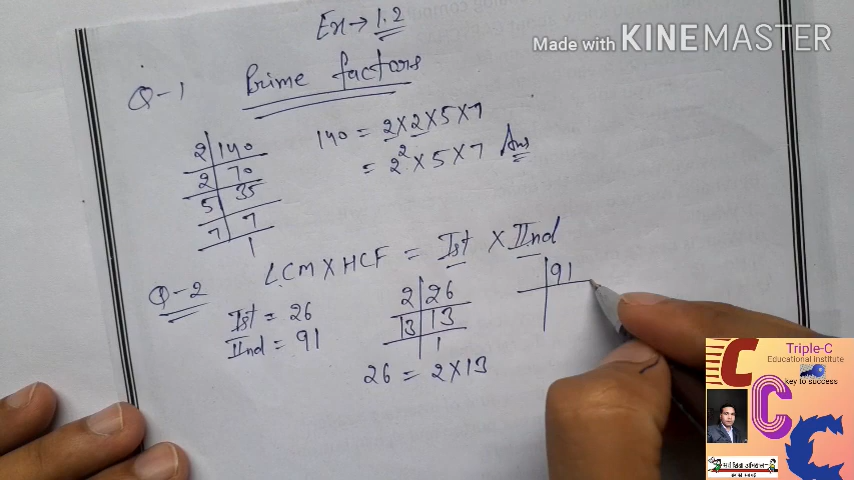 Ex → 1.2
Made with KINEMASTER
Q-1 Prime factors
2 140
2 70
5 35
7 7
1
140 = 2×2×5×7
= 2² × 5 × 7 Ans
Q-2 LCM × HCF = Ist × IInd
Ist = 26
IInd = 91
2 26
13 13
1
26 = 2×13
91
Triple-C
Educational Institute
key to success
C C C